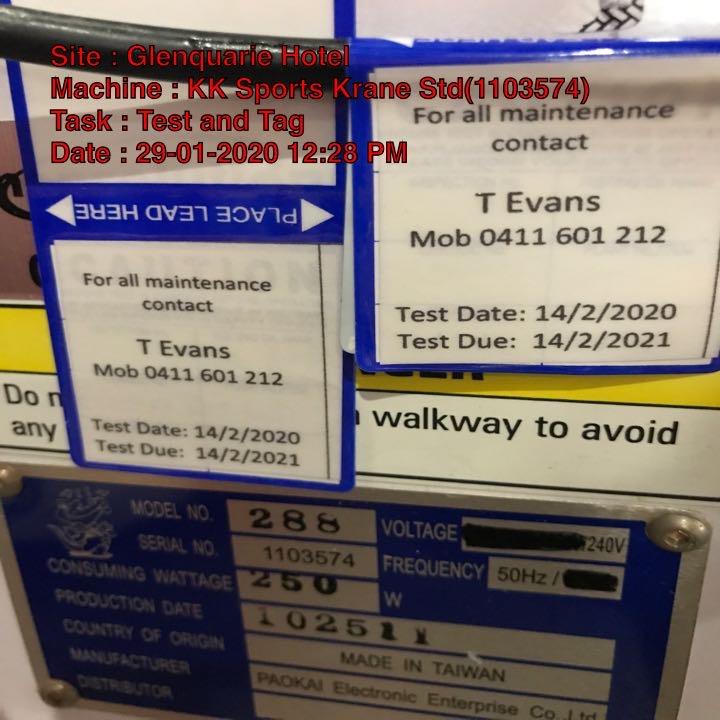 Site : Glenquarie Hotel
Machine : KK Sports Krane Std(1103574)
Task : Test and Tag
Date : 29-01-2020 12:28 PM
For all maintenance
contact
T Evans
Mob 0411 601 212
Test Date: 14/2/2020
Test Due: 14/2/2021
PLACE LEAD HERE
For all maintenance
contact
T Evans
Mob 0411 601 212
Test Date: 14/2/2020
Test Due: 14/2/2021
CAUTION
Do n
any
walkway to avoid
MODEL NO. 288
SERIAL NO. 1103574
CONSUMING WATTAGE 250 W
PRODUCTION DATE 102511
COUNTRY OF ORIGIN MADE IN TAIWAN
MANUFACTURER PAOKAI Electronic Enterprise Co.,Ltd
DISTRIBUTOR
VOLTAGE 240V
FREQUENCY 50Hz /